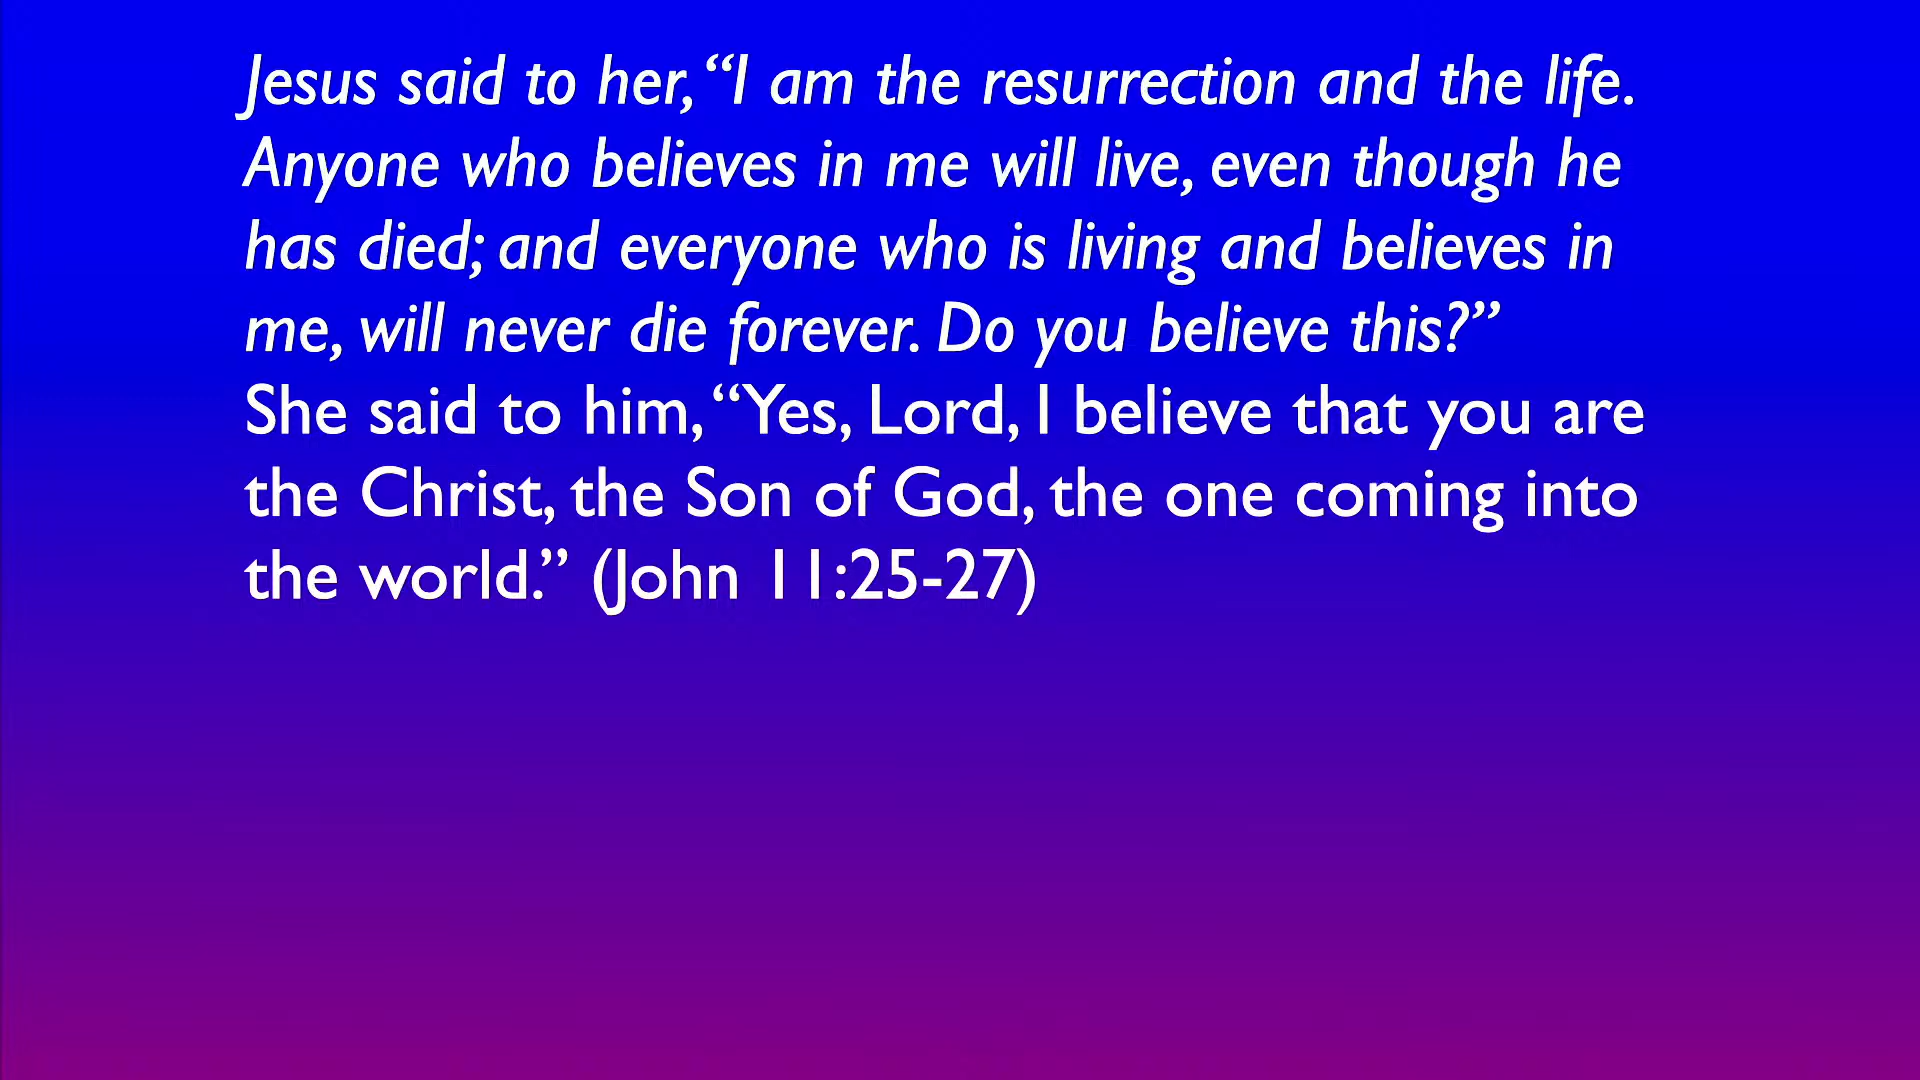 Jesus said to her, “I am the resurrection and the life.
Anyone who believes in me will live, even though he
has died; and everyone who is living and believes in
me, will never die forever. Do you believe this?”
She said to him, “Yes, Lord, I believe that you are
the Christ, the Son of God, the one coming into
the world.” (John 11:25-27)